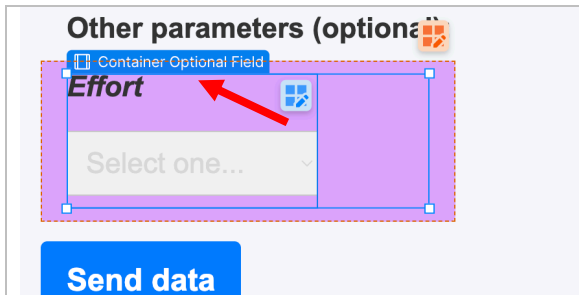 Other parameters (optional):
Container Optional Field
Effort
Select one...
Send data